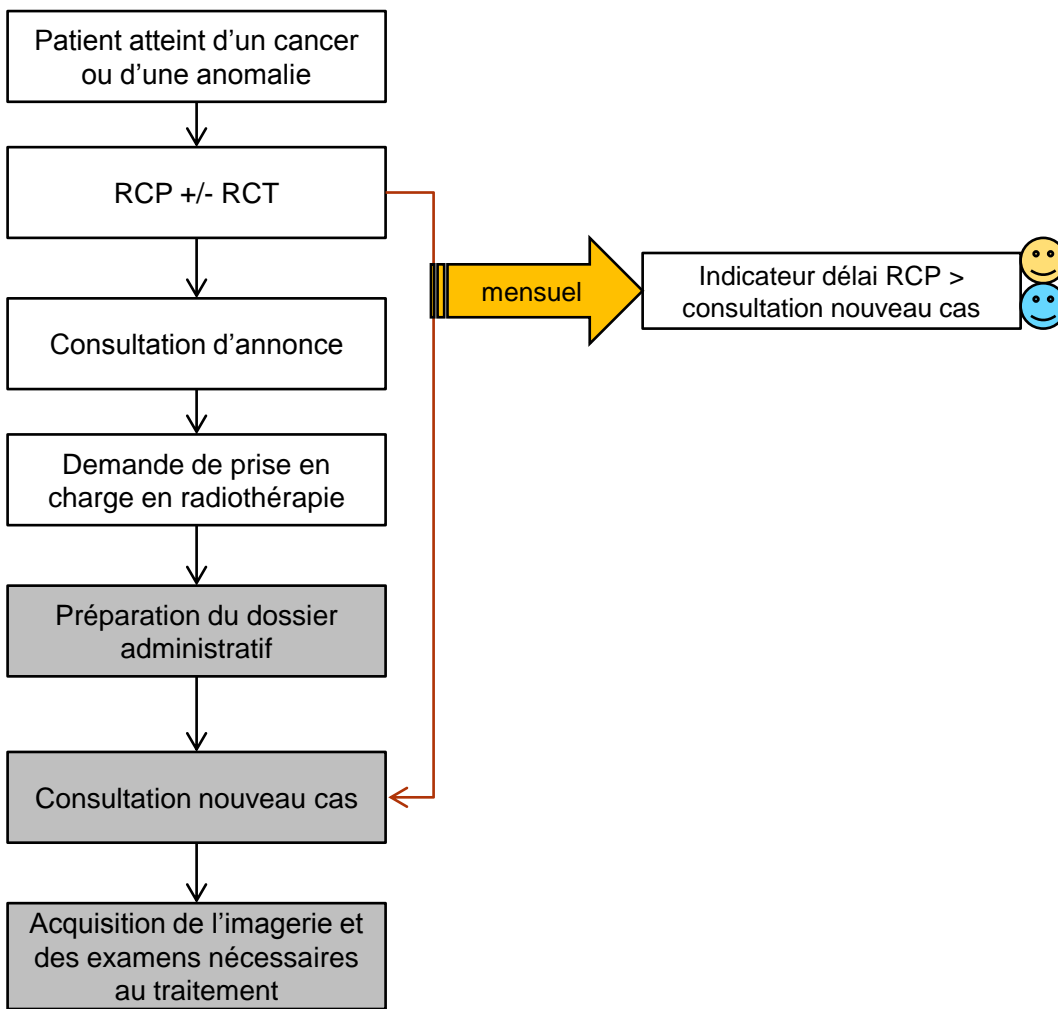 Patient atteint d’un cancer
ou d’une anomalie
RCP +/- RCT
mensuel
Indicateur délai RCP >
consultation nouveau cas
Consultation d’annonce
Demande de prise en
charge en radiothérapie
Préparation du dossier
administratif
Consultation nouveau cas
Acquisition de l’imagerie et
des examens nécessaires
au traitement